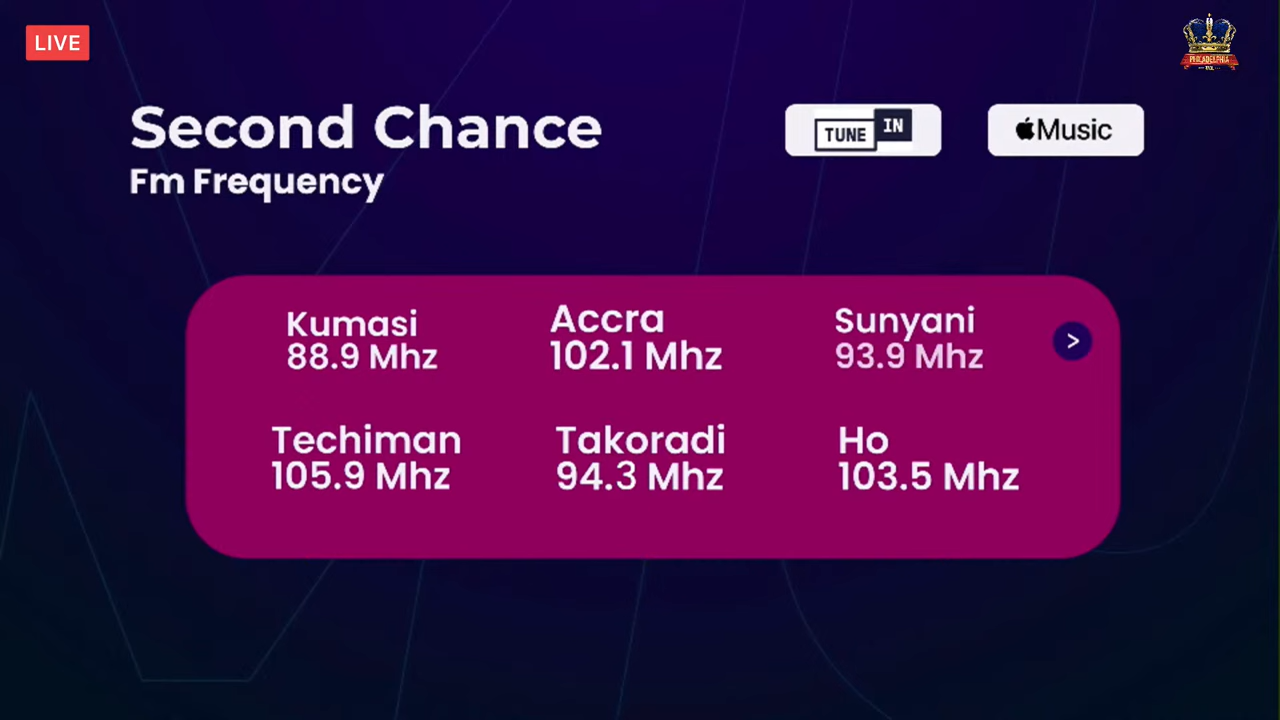 LIVE
PHILADELPHIA
Second Chance
Fm Frequency
TUNE IN
Music
Kumasi
88.9 Mhz
Accra
102.1 Mhz
Sunyani
93.9 Mhz
>
Techiman
105.9 Mhz
Takoradi
94.3 Mhz
Ho
103.5 Mhz